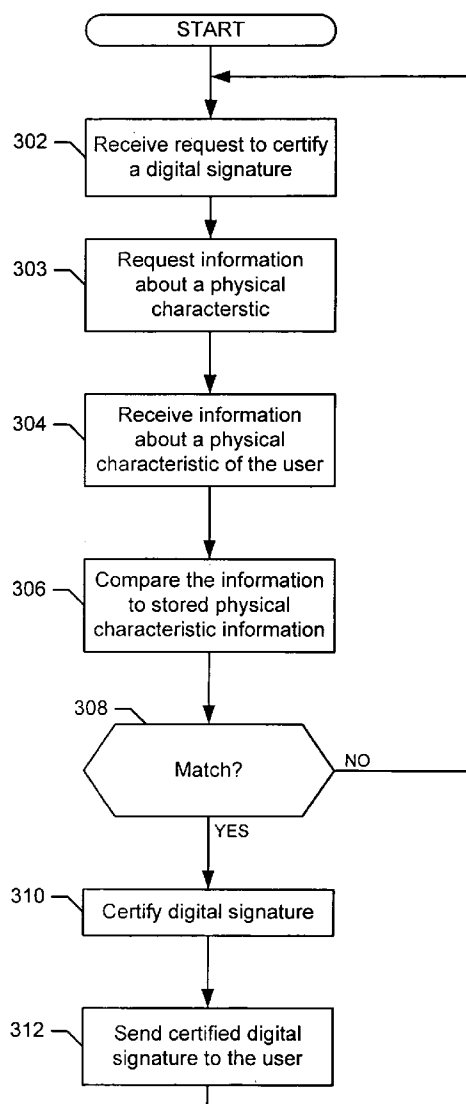 START
302
Receive request to certify
a digital signature
303
Request information
about a physical
characterstic
304
Receive information
about a physical
characteristic of the user
306
Compare the information
to stored physical
characteristic information
308
Match?
NO
YES
310
Certify digital signature
312
Send certified digital
signature to the user